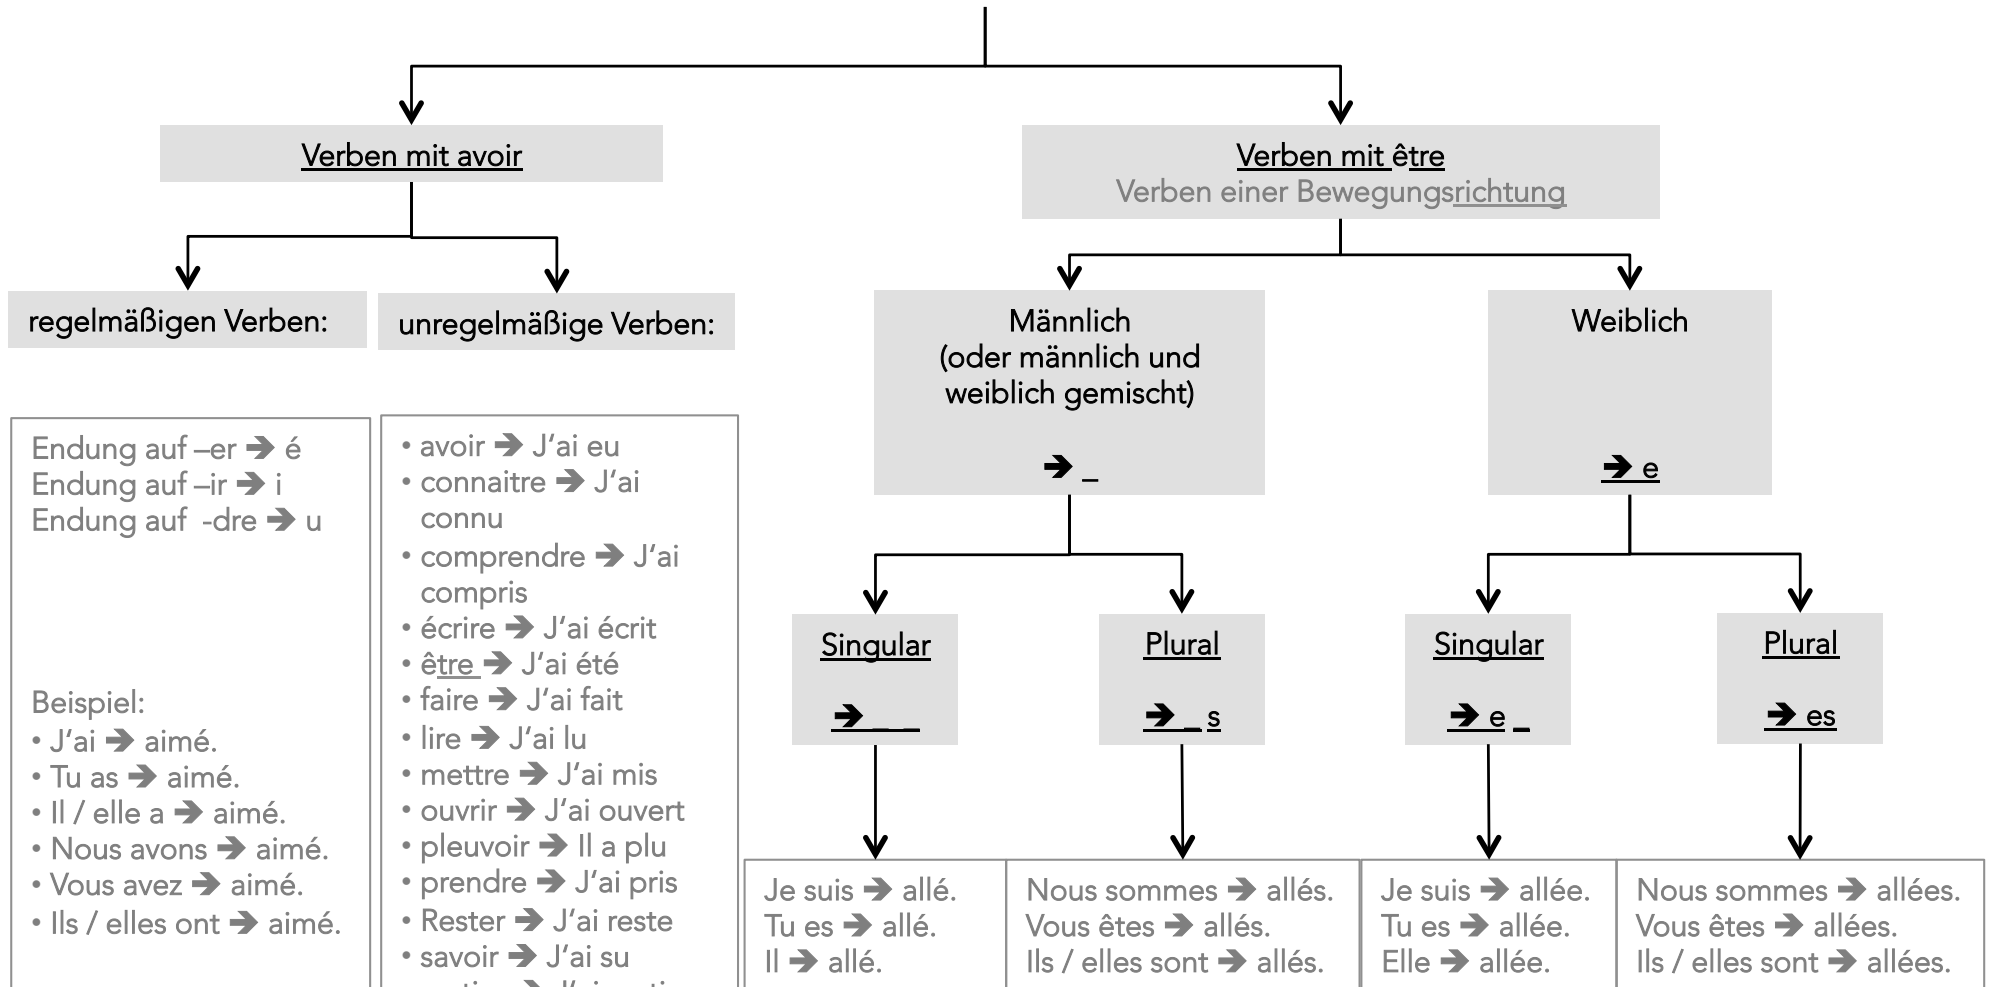 Verben mit avoir
Verben mit être
Verben einer Bewegungsrichtung
regelmäßigen Verben:
unregelmäßige Verben:
Männlich
(oder männlich und
weiblich gemischt)
➔ _
Weiblich
➔ e
Endung auf –er ➔ é
Endung auf –ir ➔ i
Endung auf -dre ➔ u
Beispiel:
• J‘ai ➔ aimé.
• Tu as ➔ aimé.
• Il / elle a ➔ aimé.
• Nous avons ➔ aimé.
• Vous avez ➔ aimé.
• Ils / elles ont ➔ aimé.
• avoir ➔ J‘ai eu
• connaitre ➔ J‘ai
connu
• comprendre ➔ J‘ai
compris
• écrire ➔ J‘ai écrit
• être ➔ J‘ai été
• faire ➔ J‘ai fait
• lire ➔ J‘ai lu
• mettre ➔ J‘ai mis
• ouvrir ➔ J‘ai ouvert
• pleuvoir ➔ Il a plu
• prendre ➔ J‘ai pris
• Rester ➔ J‘ai reste
• savoir ➔ J‘ai su
Singular
➔ _ _
Plural
➔ _ s
Singular
➔ e _
Plural
➔ es
Je suis ➔ allé.
Tu es ➔ allé.
Il ➔ allé.
Nous sommes ➔ allés.
Vous êtes ➔ allés.
Ils / elles sont ➔ allés.
Je suis ➔ allée.
Tu es ➔ allée.
Elle ➔ allée.
Nous sommes ➔ allées.
Vous êtes ➔ allées.
Ils / elles sont ➔ allées.